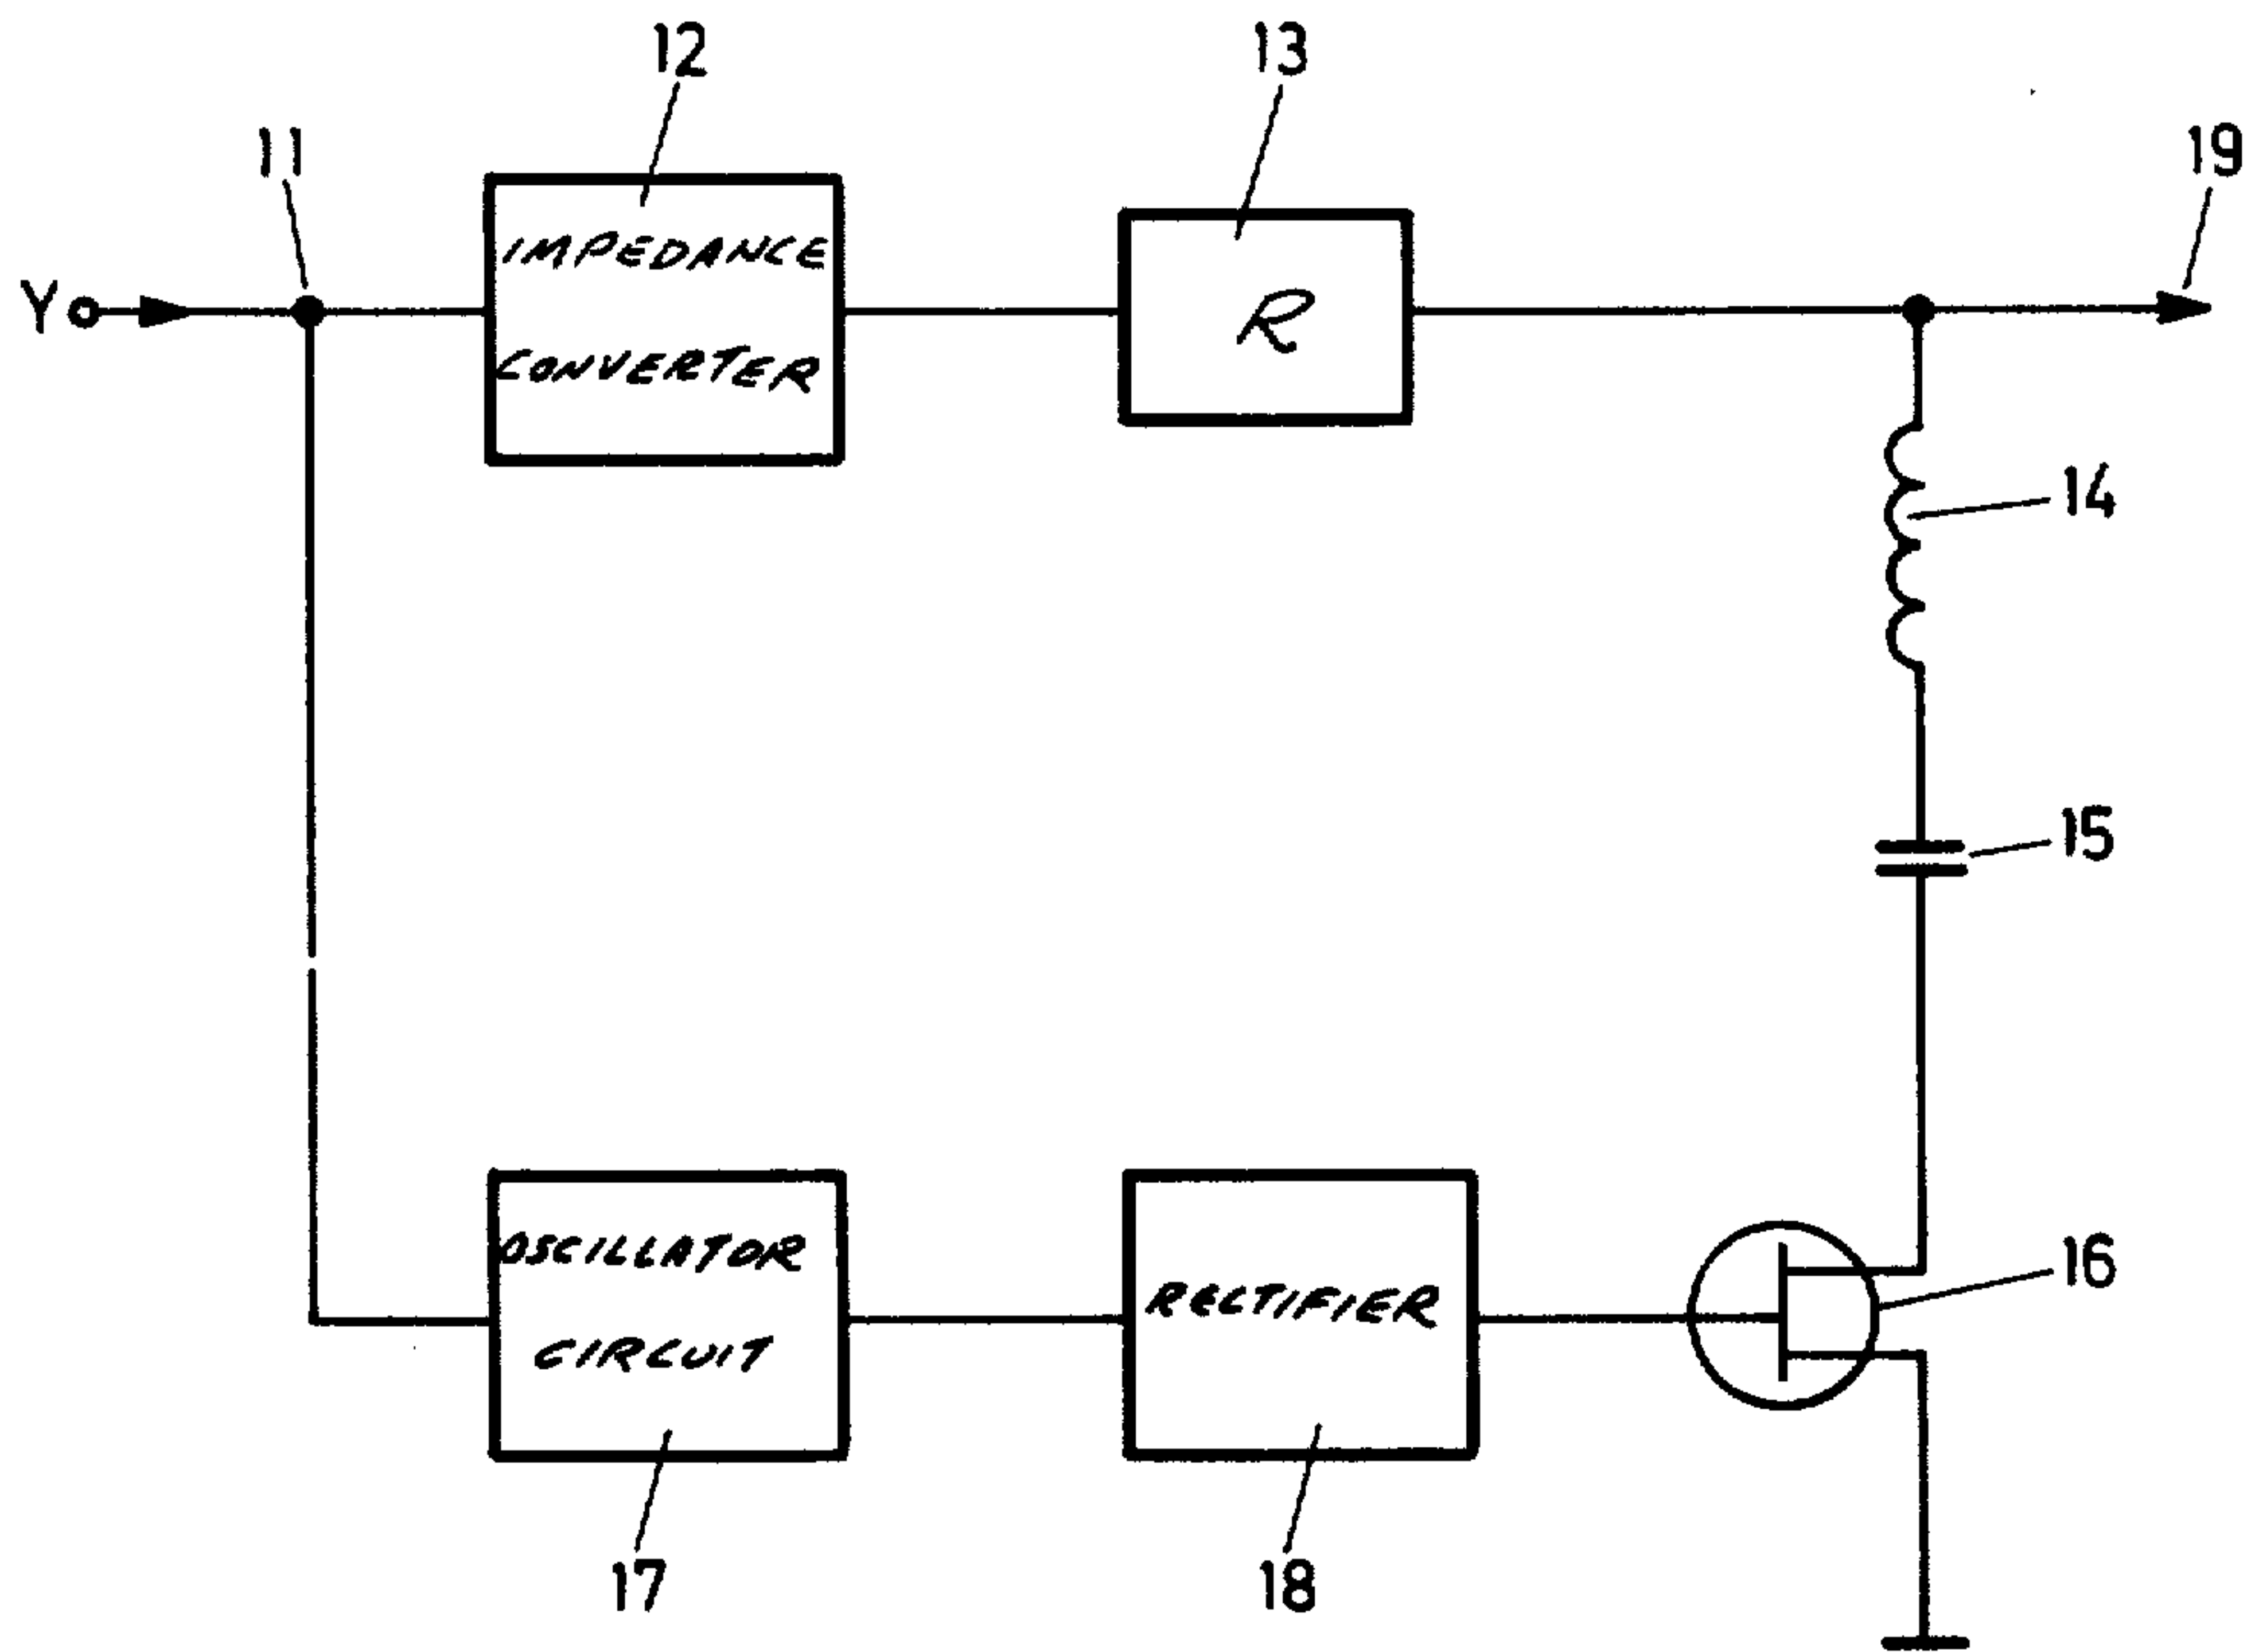 12
13
11
19
IMPEDANCE
CONVERTER
R
Y
14
15
OSCILLATOR
CIRCUIT
RECTIFIER
16
17
18